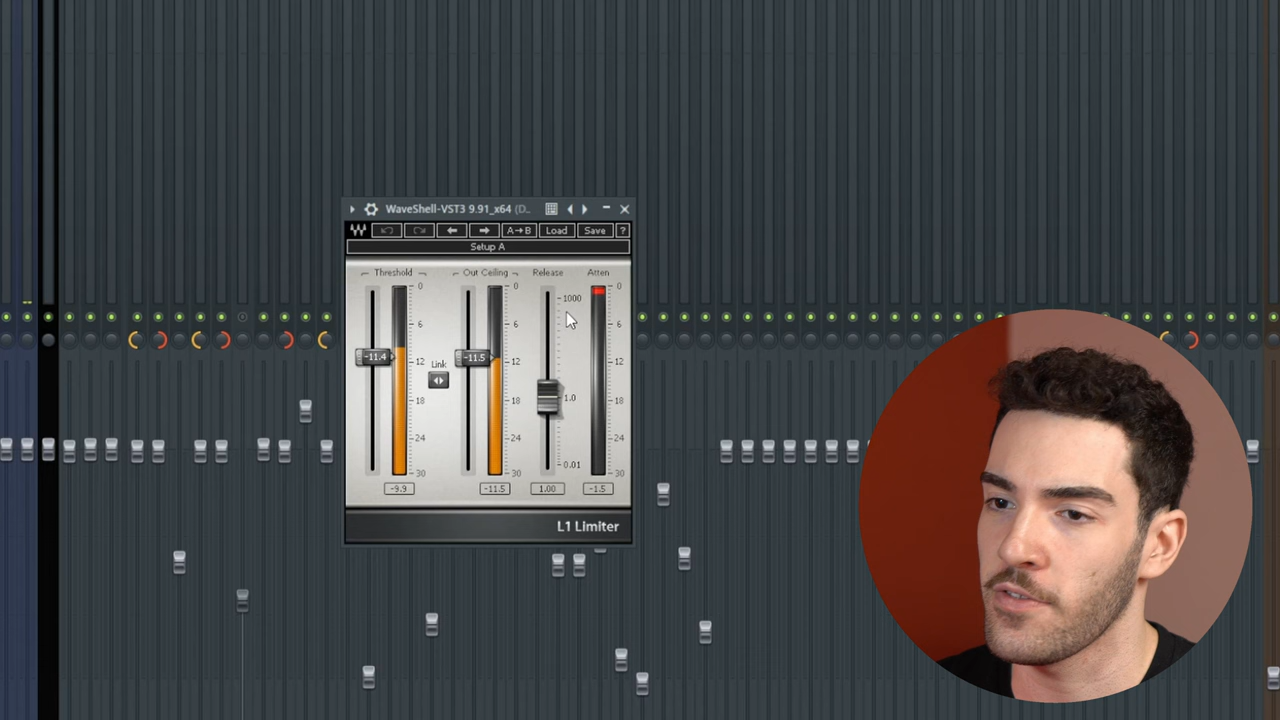 WaveShell-VST3 9.91_x64 (D..
A→B Load Save ?
Setup A
Threshold Out Ceiling Release Atten
0 0 1000 0
6 6 6
-11.4 -11.5
12 12 12
Link
18 18 1.0 18
24 24 24
30 30 0.01 30
-9.9 -11.5 1.00 -1.5
L1 Limiter